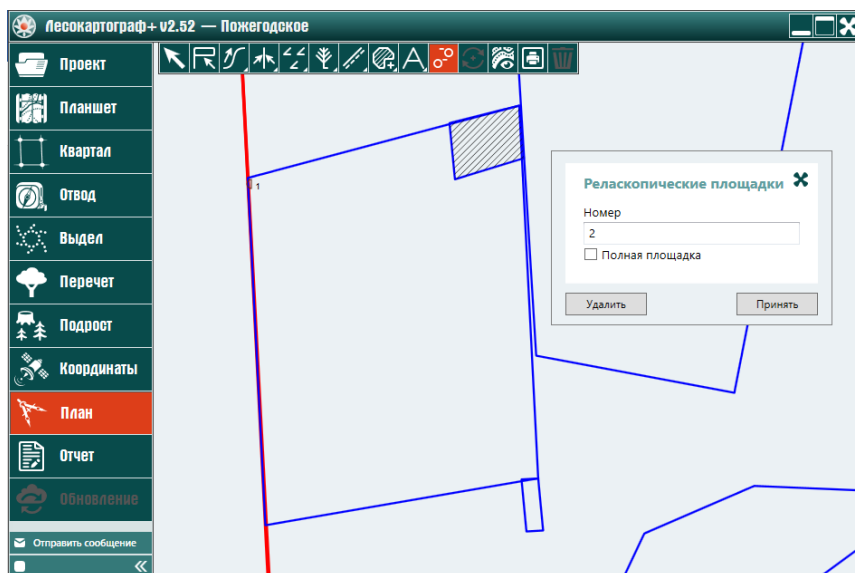 Лесокартограф+ v2.52 — Пожегодское
Проект
Планшет
Квартал
Отвод
Выдел
Перечет
Подрост
Координаты
План
Отчет
Обновление
Отправить сообщение
1
Реласкопические площадки
Номер
2
Полная площадка
Удалить
Принять